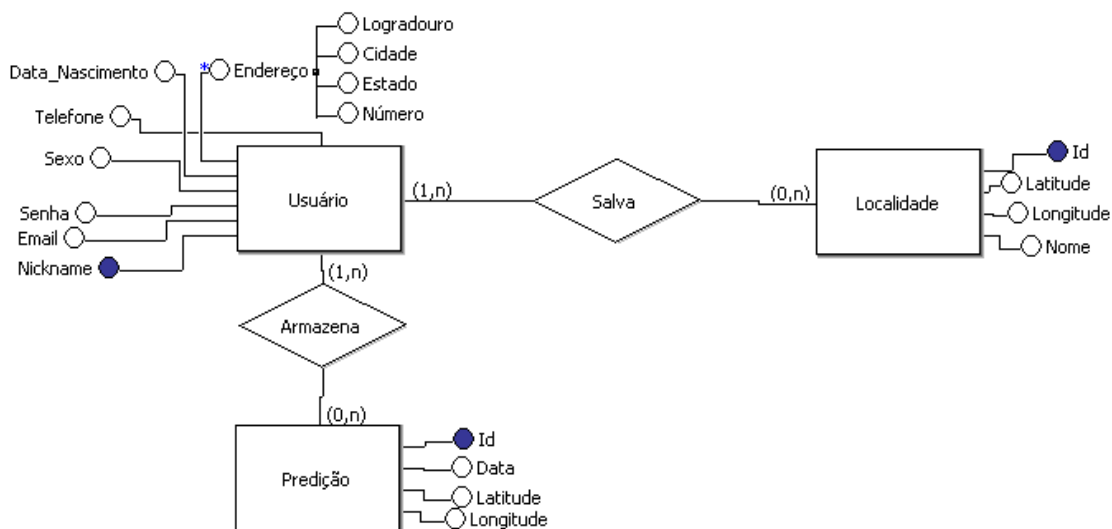 Logradouro
Cidade
Data_Nascimento
* Endereço
Estado
Número
Telefone
Sexo
Senha
Email
Nickname
Usuário
(1,n)
Salva
(0,n)
Localidade
Id
Latitude
Longitude
Nome
(1,n)
Armazena
(0,n)
Predição
Id
Data
Latitude
Longitude